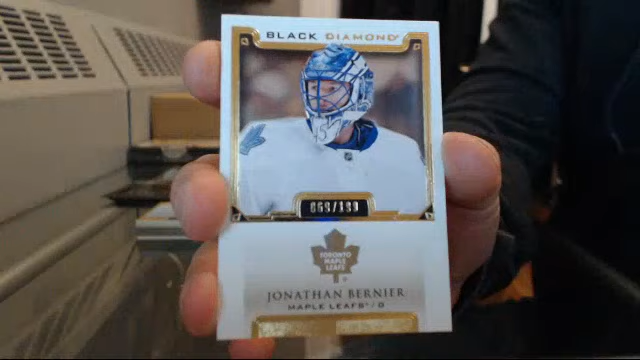 BLACK DIAMOND
TORONTO
MAPLE
LEAFS
JONATHAN BERNIER
MAPLE LEAFS / G